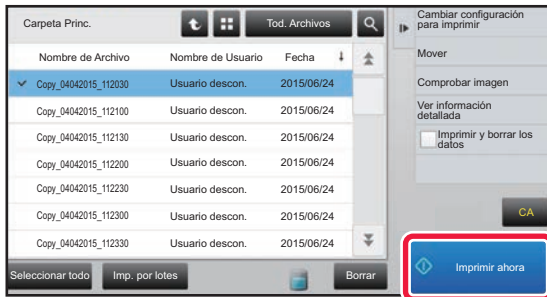 Carpeta Princ.
Tod. Archivos
Nombre de Archivo Nombre de Usuario Fecha
Copy_04042015_112030 Usuario descon. 2015/06/24
Copy_04042015_112100 Usuario descon. 2015/06/24
Copy_04042015_112130 Usuario descon. 2015/06/24
Copy_04042015_112200 Usuario descon. 2015/06/24
Copy_04042015_112230 Usuario descon. 2015/06/24
Copy_04042015_112300 Usuario descon. 2015/06/24
Copy_04042015_112330 Usuario descon. 2015/06/24
Seleccionar todo
Imp. por lotes
Borrar
Cambiar configuración
para imprimir
Mover
Comprobar imagen
Ver información
detallada
Imprimir y borrar los
datos
CA
Imprimir ahora